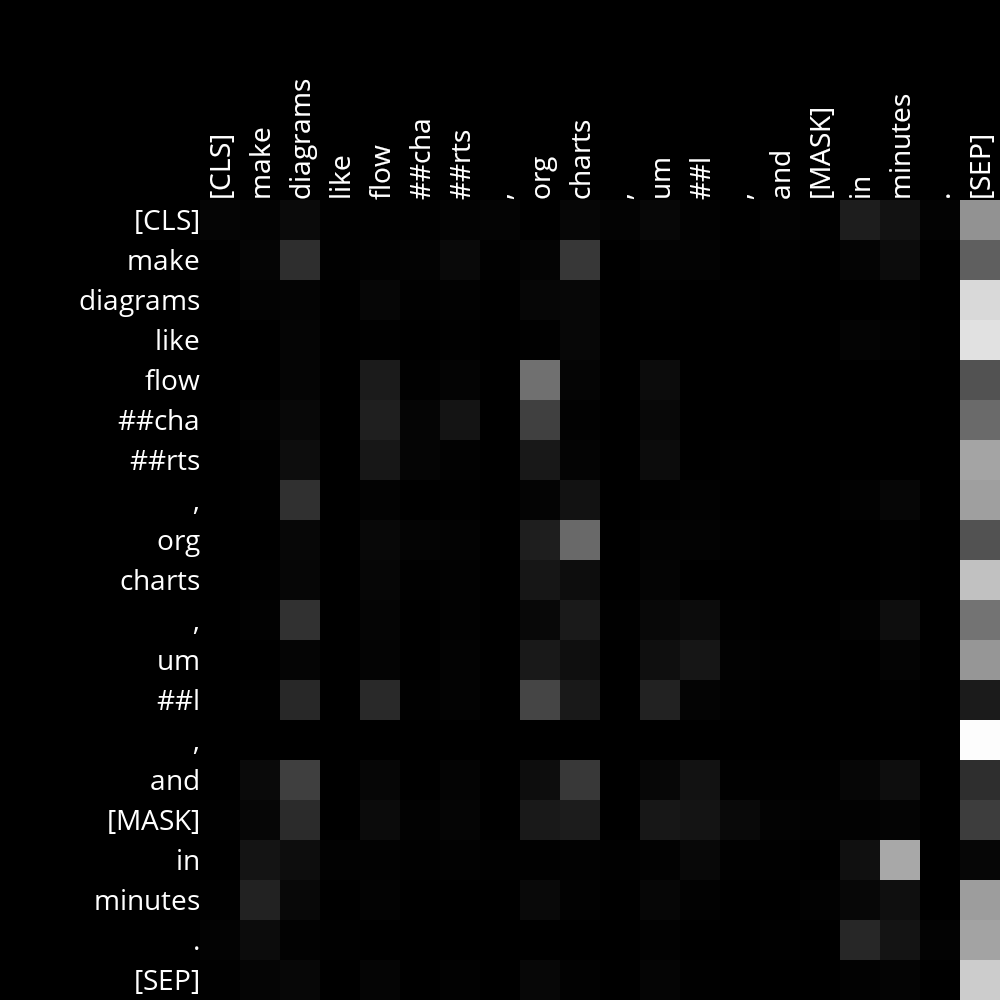 [CLS] make diagrams like flow ##cha ##rts , org charts , um ##l , and [MASK] in minutes . [SEP]
[CLS]
make
diagrams
like
flow
##cha
##rts
,
org
charts
,
um
##l
,
and
[MASK]
in
minutes
.
[SEP]